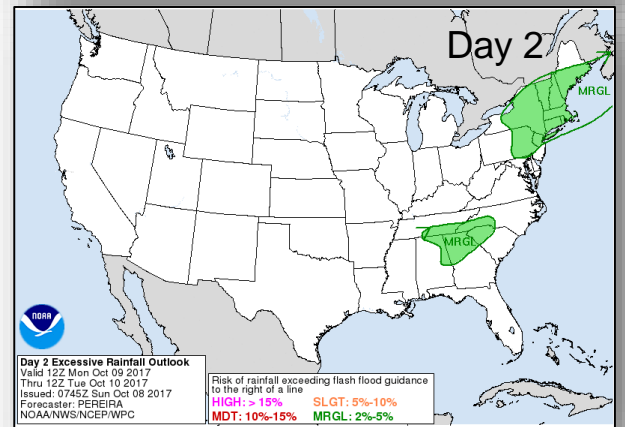 Day 2
MRGL
MRGL
NOAA
Day 2 Excessive Rainfall Outlook
Valid 12Z Mon Oct 09 2017
Thru 12Z Tue Oct 10 2017
Issued: 0745Z Sun Oct 08 2017
Forecaster: PEREIRA
NOAA/NWS/NCEP/WPC
Risk of rainfall exceeding flash flood guidance
to the right of a line
HIGH: > 15% SLGT: 5%-10%
MDT: 10%-15% MRGL: 2%-5%